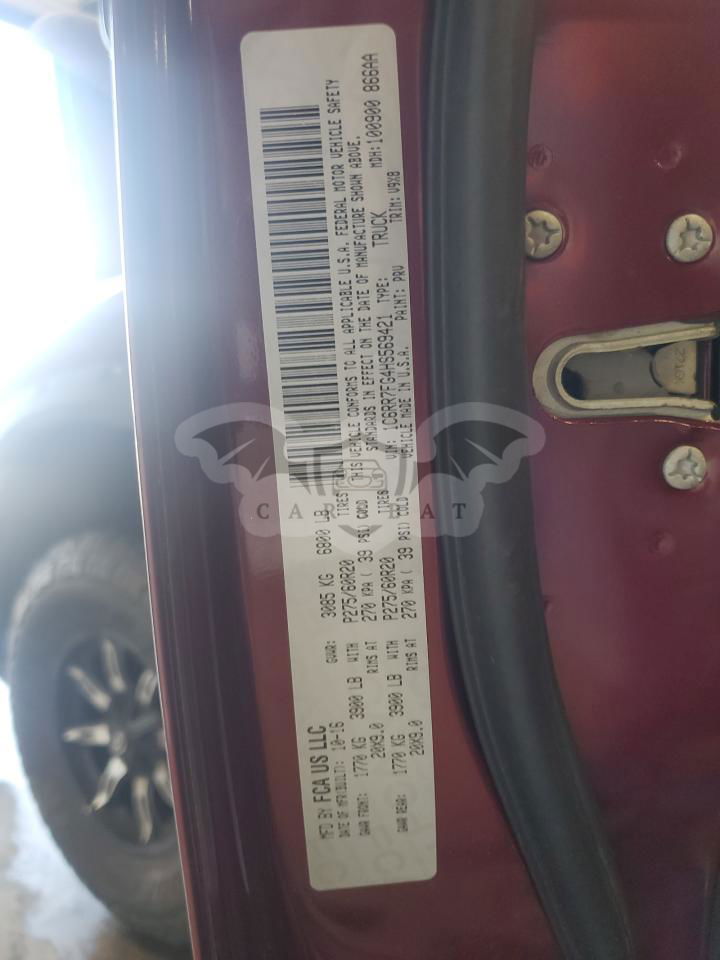 MFD BY FCA US LLC
DATE OF MFR(BUILT): 10-16 GVWR: 3085 KG 6800 LB
GAWR FRONT: 1770 KG 3900 LB WITH P275/60R20 TIRES
20X9.0 RIMS AT 270 KPA ( 39 PSI) COLD
GAWR REAR: 1770 KG 3900 LB WITH P275/60R20 TIRES
20X9.0 RIMS AT 270 KPA ( 39 PSI) COLD
THIS VEHICLE CONFORMS TO ALL APPLICABLE U.S.A. FEDERAL MOTOR VEHICLE SAFETY
STANDARDS IN EFFECT ON THE DATE OF MANUFACTURE SHOWN ABOVE.
VIN: 1C6RR7FG4HS569421 TYPE: TRUCK MDH:100900 866AA
VEHICLE MADE IN U.S.A. PAINT: PRV TRIM: V9X8